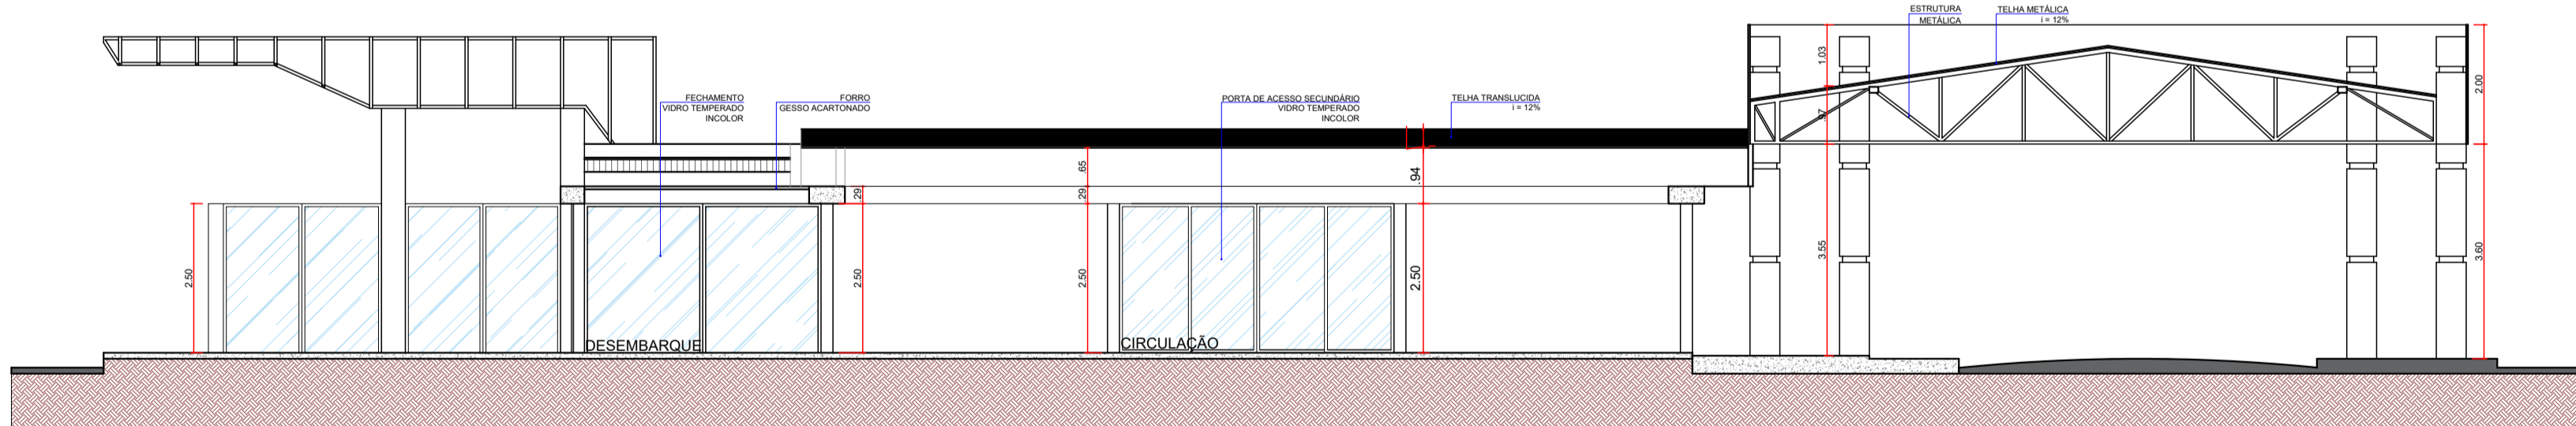 ESTRUTURA
METÁLICA
TELHA METÁLICA
i = 12%
FECHAMENTO
VIDRO TEMPERADO
INCOLOR
FORRO
GESSO ACARTONADO
PORTA DE ACESSO SECUNDÁRIO
VIDRO TEMPERADO
INCOLOR
TELHA TRANSLUCIDA
i = 12%
1.03
.97
2.00
.65
.94
.29
.29
2.50
2.50
2.50
2.50
3.55
3.60
DESEMBARQUE
CIRCULAÇÃO